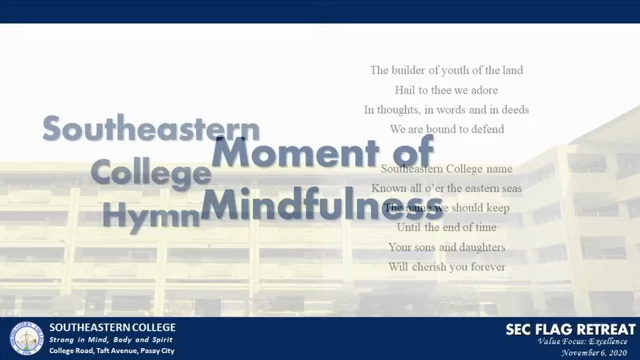 Southeastern
College
Hymn
Moment of
Mindfulness
The builder of youth of the land
Hail to thee we adore
In thoughts, in words and in deeds
We are bound to defend
Southeastern College name
Known all o'er the eastern seas
The name we should keep
Until the end of time
Your sons and daughters
Will cherish you forever
SOUTHEASTERN COLLEGE
Strong in Mind, Body and Spirit
College Road, Taft Avenue, Pasay City
SEC FLAG RETREAT
Value Focus: Excellence
November 6, 2020